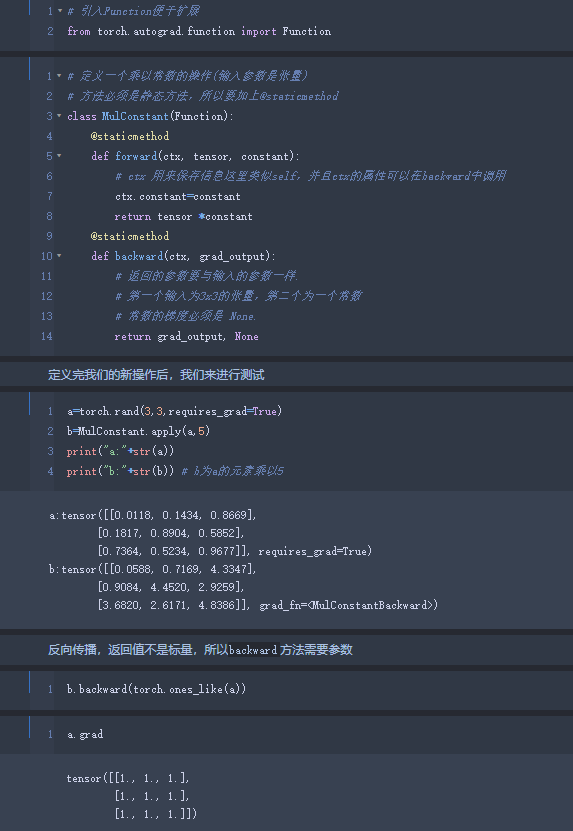 1 # 引入Function便于扩展
2 from torch.autograd.function import Function
1 # 定义一个乘以常数的操作(输入参数是张量)
2 # 方法必须是静态方法，所以要加上@staticmethod
3 class MulConstant(Function):
4 @staticmethod
5 def forward(ctx, tensor, constant):
6 # ctx 用来保存信息这里类似self，并且ctx的属性可以在backward中调用
7 ctx.constant=constant
8 return tensor *constant
9 @staticmethod
10 def backward(ctx, grad_output):
11 # 返回的参数要与输入的参数一样.
12 # 第一个输入为3x3的张量，第二个为一个常数
13 # 常数的梯度必须是 None.
14 return grad_output, None
定义完我们的新操作后，我们来进行测试
1 a=torch.rand(3,3,requires_grad=True)
2 b=MulConstant.apply(a,5)
3 print("a:"+str(a))
4 print("b:"+str(b)) # b为a的元素乘以5
a:tensor([[0.0118, 0.1434, 0.8669],
[0.1817, 0.8904, 0.5852],
[0.7364, 0.5234, 0.9677]], requires_grad=True)
b:tensor([[0.0588, 0.7169, 4.3347],
[0.9084, 4.4520, 2.9259],
[3.6820, 2.6171, 4.8386]], grad_fn=<MulConstantBackward>)
反向传播，返回值不是标量，所以backward方法需要参数
1 b.backward(torch.ones_like(a))
1 a.grad
tensor([[1., 1., 1.],
[1., 1., 1.],
[1., 1., 1.]])